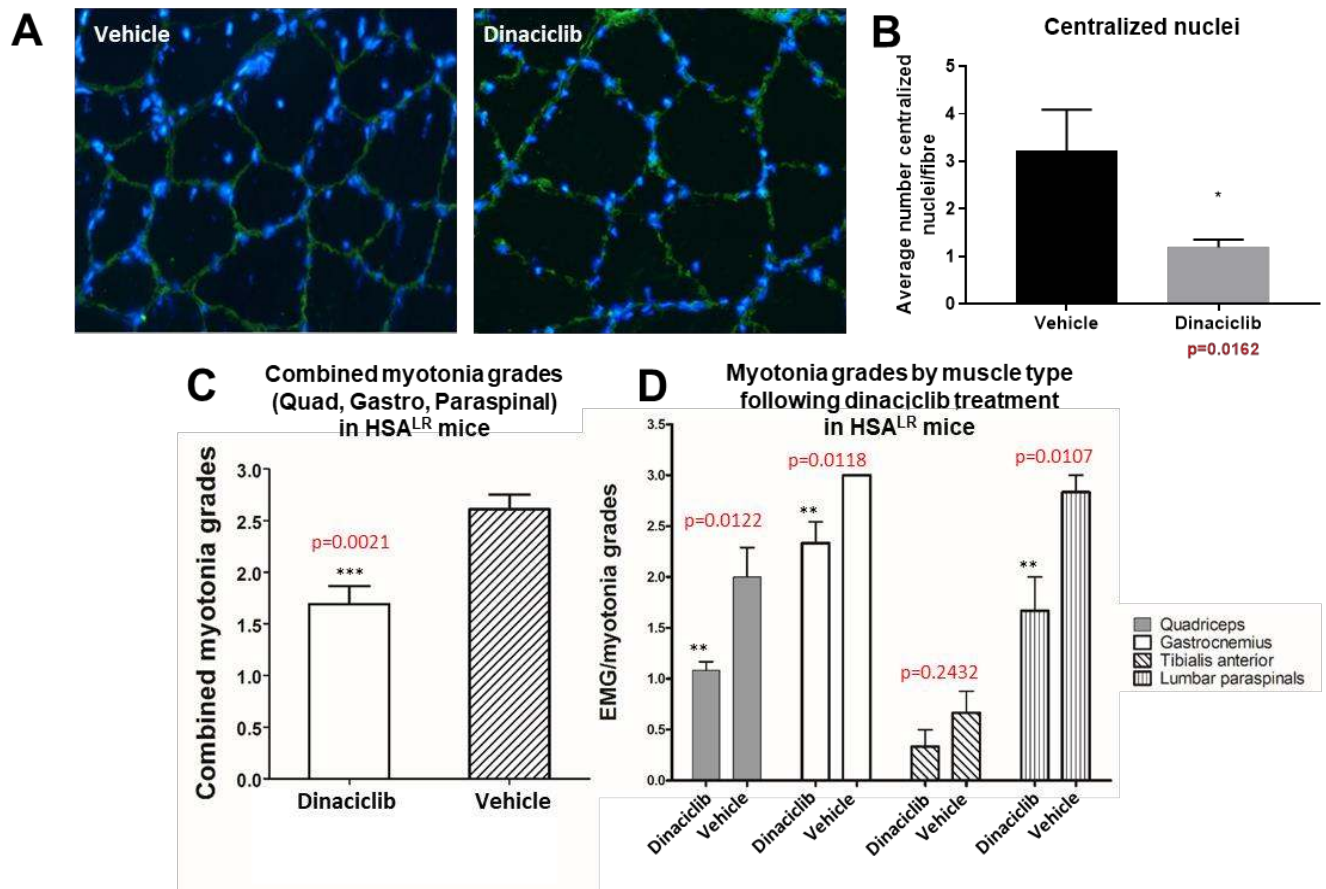 A
Vehicle
Dinaciclib
B
Centralized nuclei
Average number centralized
nuclei/fibre
5
4
3
2
1
0
*
Vehicle
Dinaciclib
p=0.0162
C
Combined myotonia grades
(Quad, Gastro, Paraspinal)
in HSALR mice
Combined myotonia grades
3.0
2.5
2.0
1.5
1.0
0.5
0.0
p=0.0021
***
Dinaciclib
Vehicle
D
Myotonia grades by muscle type
following dinaciclib treatment
in HSALR mice
EMG/myotonia grades
3.5
3.0
2.5
2.0
1.5
1.0
0.5
0.0
p=0.0122
**
p=0.0118
**
p=0.2432
p=0.0107
**
Dinaciclib
Vehicle
Dinaciclib
Vehicle
Dinaciclib
Vehicle
Dinaciclib
Vehicle
Quadriceps
Gastrocnemius
Tibialis anterior
Lumbar paraspinals